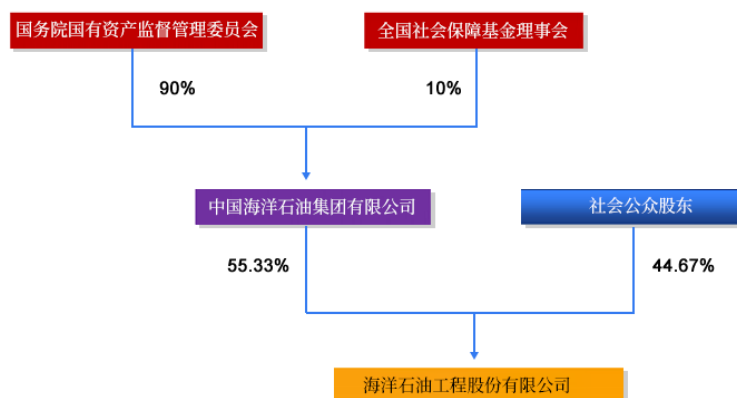 国务院国有资产监督管理委员会
全国社会保障基金理事会
90%
10%
中国海洋石油集团有限公司
社会公众股东
55.33%
44.67%
海洋石油工程股份有限公司